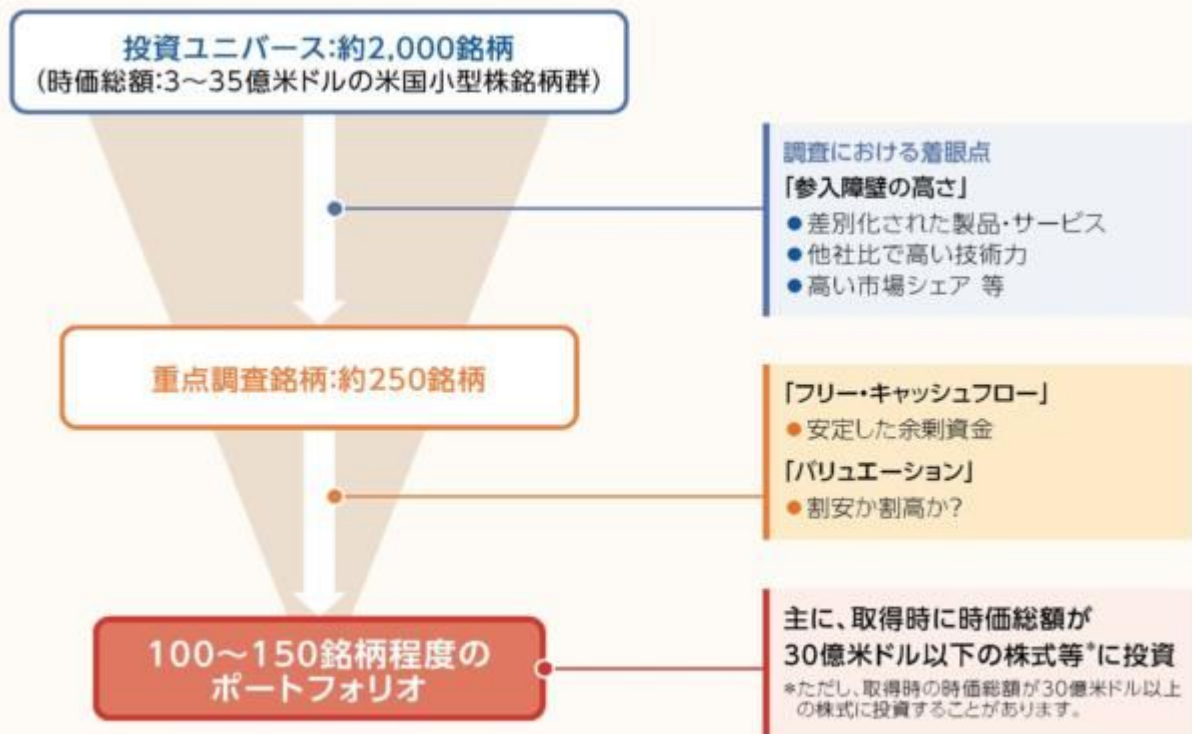 投資ユニバース:約2,000銘柄
(時価総額:3〜35億米ドルの米国小型株銘柄群)
調査における着眼点
「参入障壁の高さ」
●差別化された製品・サービス
●他社比で高い技術力
●高い市場シェア 等
重点調査銘柄:約250銘柄
「フリー・キャッシュフロー」
●安定した余剰資金
「バリュエーション」
●割安か割高か?
100〜150銘柄程度の
ポートフォリオ
主に、取得時に時価総額が
30億米ドル以下の株式等*に投資
*ただし、取得時の時価総額が30億米ドル以上
の株式に投資することがあります。